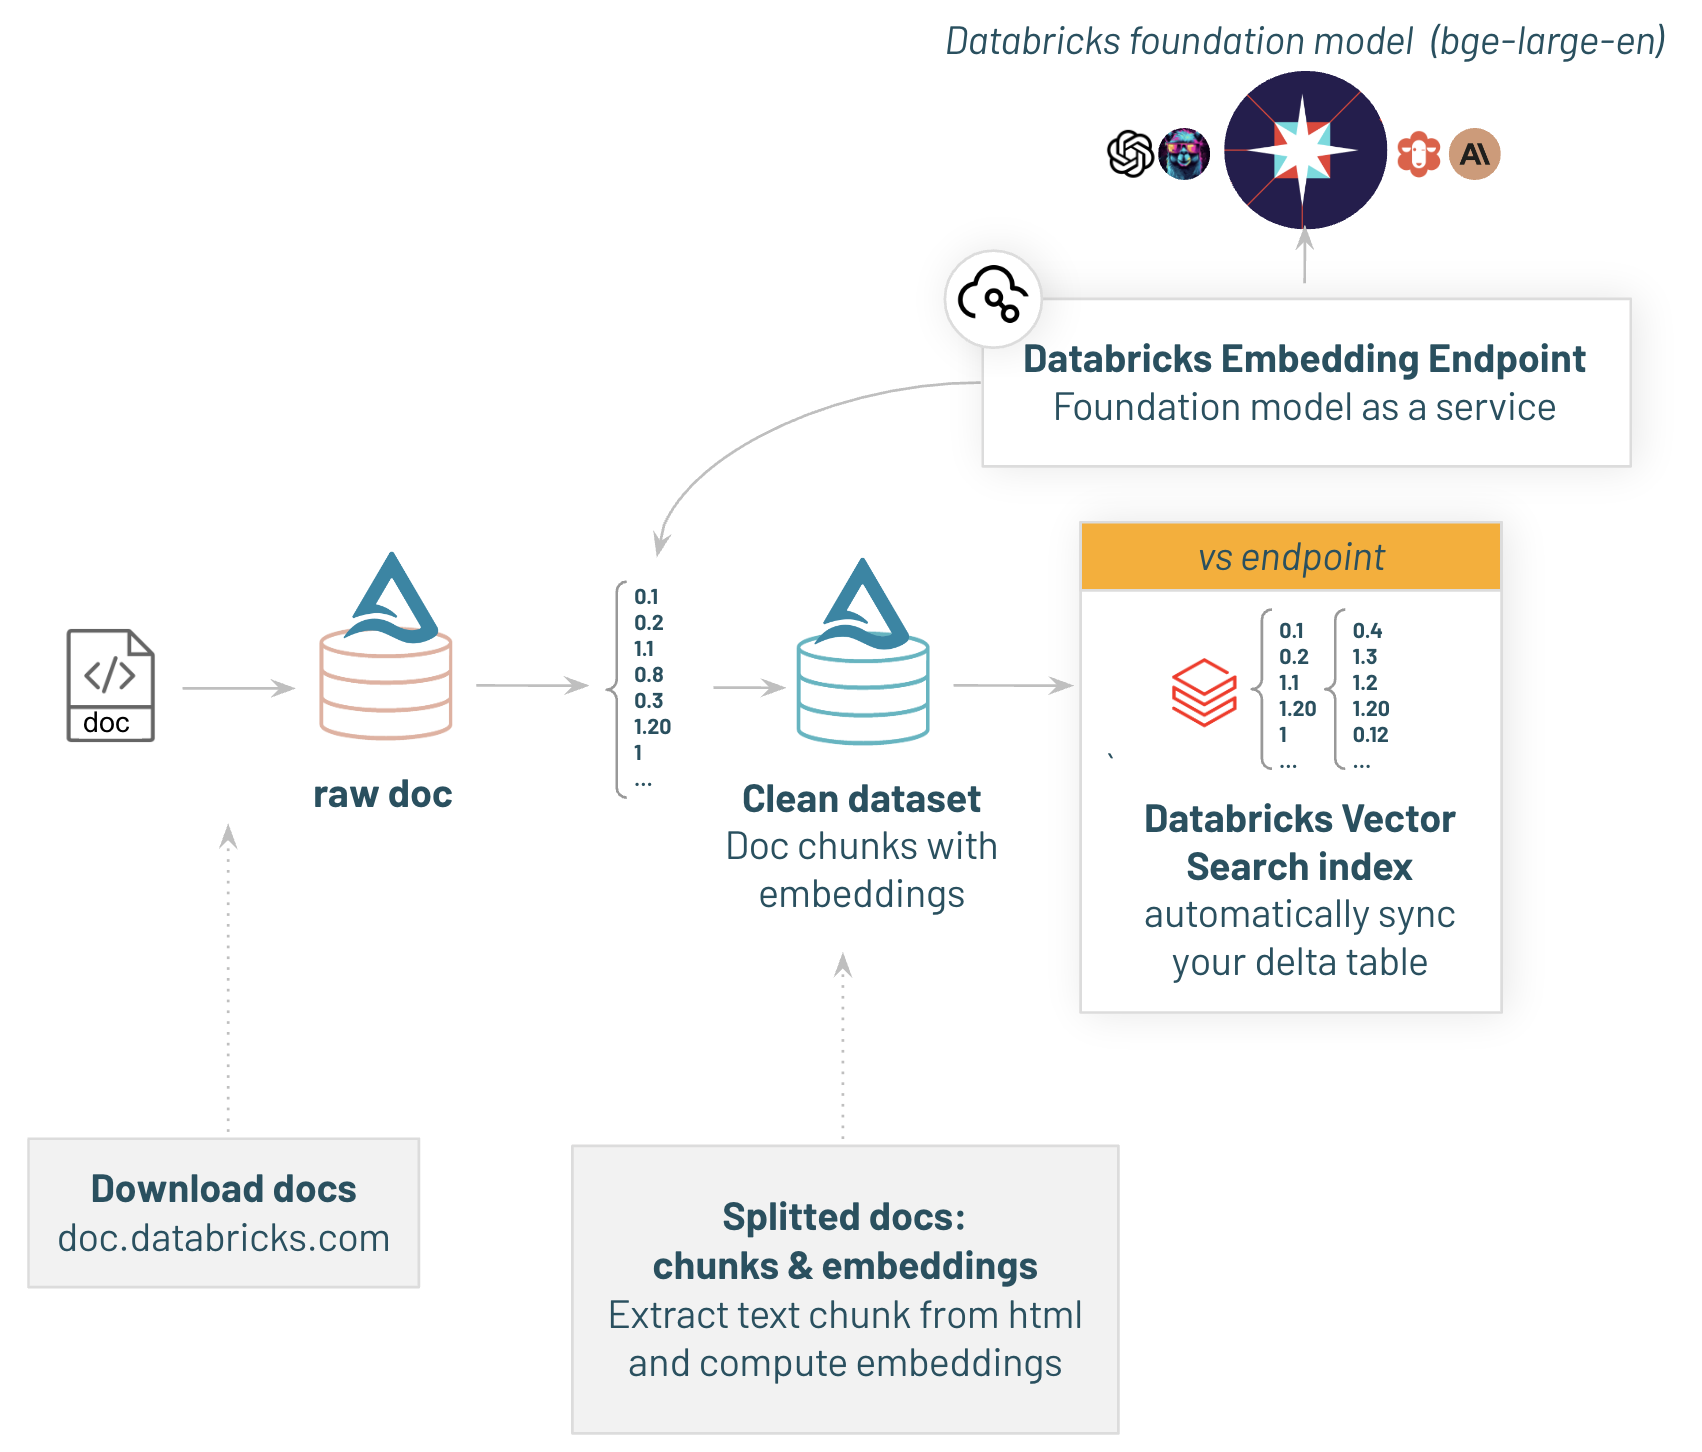 Databricks foundation model (bge-large-en)
AI
Databricks Embedding Endpoint
Foundation model as a service
vs endpoint
doc
raw doc
0.1
0.2
1.1
0.8
0.3
1.20
1
...
Clean dataset
Doc chunks with
embeddings
0.1
0.2
1.1
1.20
1
...
0.4
1.3
1.2
1.20
0.12
...
`
Databricks Vector
Search index
automatically sync
your delta table
Download docs
doc.databricks.com
Splitted docs:
chunks & embeddings
Extract text chunk from html
and compute embeddings